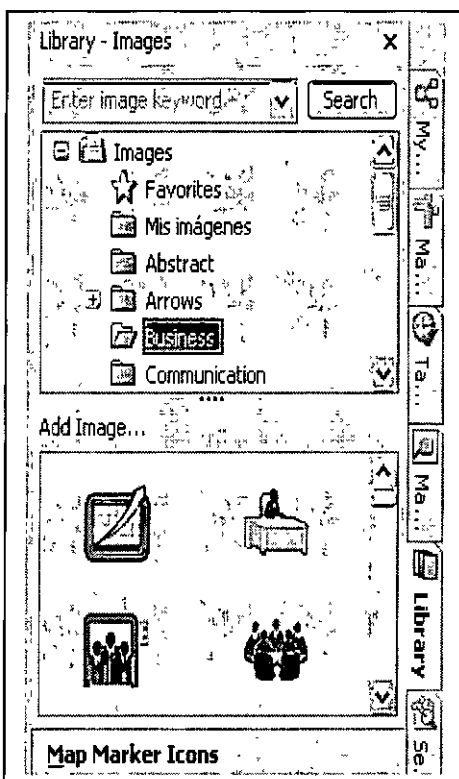 Library - Images
x
Enter image keyword
Search
Images
Favorites
Mis imágenes
Abstract
Arrows
Business
Communication
Add Image...
Map Marker Icons
My...
Ma...
Ta...
Ma...
Library
Se.